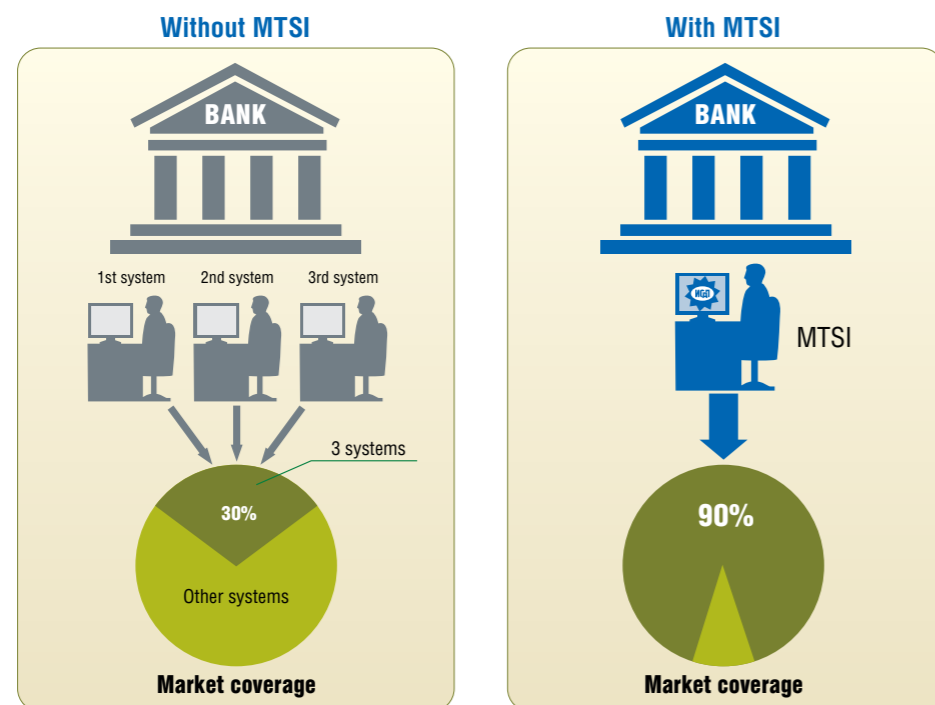 Without MTSI
BANK
1st system 2nd system 3rd system
3 systems
30%
Other systems
Market coverage
With MTSI
BANK
MTSI
90%
Market coverage